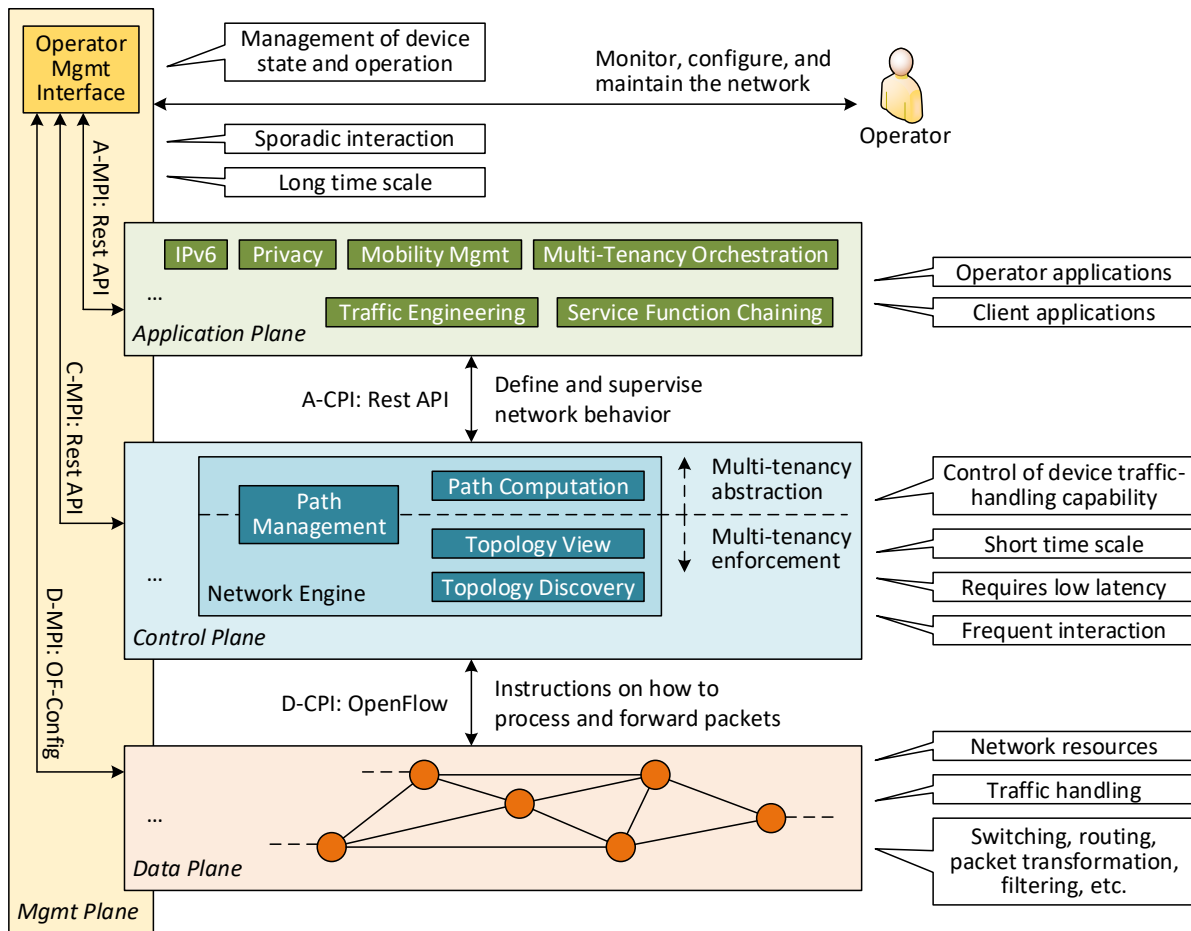 Operator
Mgmt
Interface
Management of device
state and operation
Monitor, configure, and
maintain the network
Operator
Sporadic interaction
Long time scale
A-MPI: Rest API
C-MPI: Rest API
D-MPI: OF-Config
IPv6
Privacy
Mobility Mgmt
Multi-Tenancy Orchestration
...
Traffic Engineering
Service Function Chaining
Application Plane
Operator applications
Client applications
A-CPI: Rest API
Define and supervise
network behavior
Path
Management
Path Computation
Topology View
Topology Discovery
Network Engine
Multi-tenancy
abstraction
Multi-tenancy
enforcement
...
Control Plane
Control of device traffic-
handling capability
Short time scale
Requires low latency
Frequent interaction
D-CPI: OpenFlow
Instructions on how to
process and forward packets
...
Data Plane
Network resources
Traffic handling
Switching, routing,
packet transformation,
filtering, etc.
Mgmt Plane